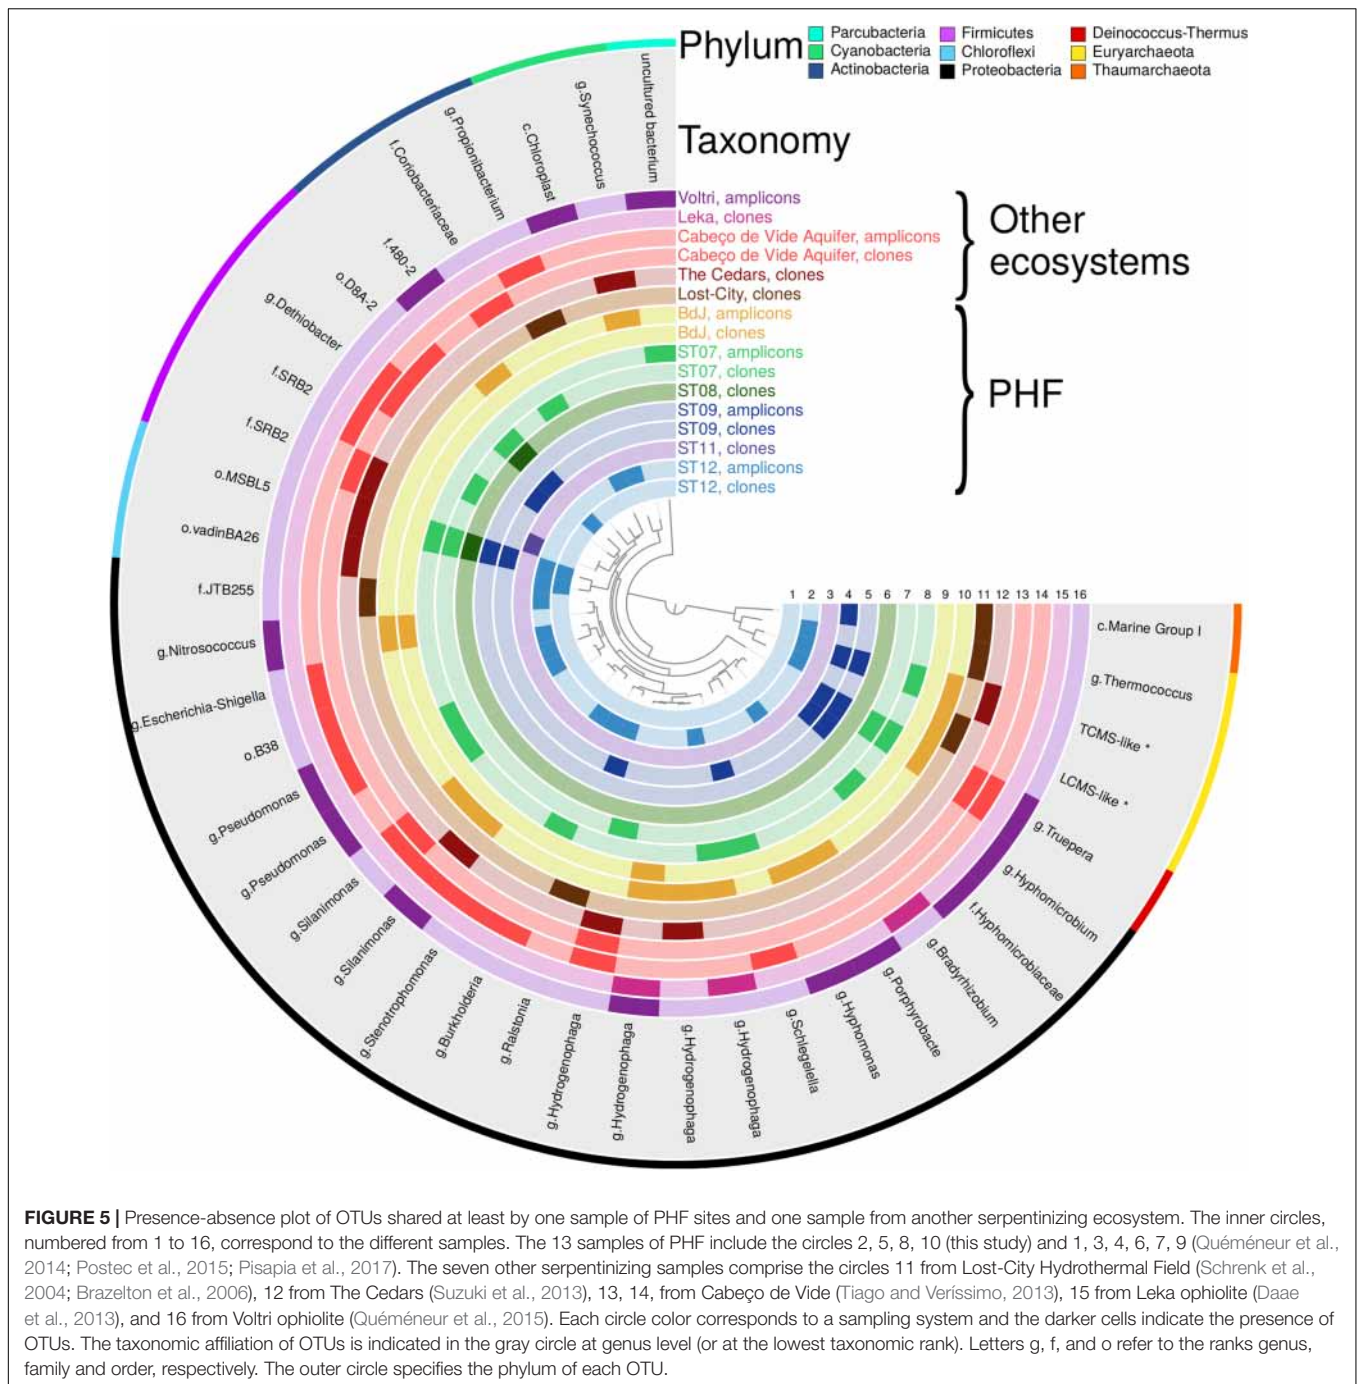 Phylum
Parcubacteria
Cyanobacteria
Actinobacteria
Firmicutes
Chloroflexi
Proteobacteria
Deinococcus-Thermus
Euryarchaeota
Thaumarchaeota
Taxonomy
Voltri, amplicons
Leka, clones
Cabeço de Vide Aquifer, amplicons
Cabeço de Vide Aquifer, clones
The Cedars, clones
Lost-City, clones
BdJ, amplicons
BdJ, clones
ST07, amplicons
ST07, clones
ST08, clones
ST09, amplicons
ST09, clones
ST11, clones
ST12, amplicons
ST12, clones
Other
ecosystems
PHF
uncultured bacterium
g.Synechococcus
c.Chloroplast
g.Propionibacterium
f.Coriobacteriaceae
f.480-2
o.D8A-2
g.Dethiobacter
f.SRB2
f.SRB2
o.MSBL5
o.vadinBA26
f.JTB255
g.Nitrosococcus
g.Escherichia-Shigella
o.B38
g.Pseudomonas
g.Pseudomonas
g.Silanimonas
g.Silanimonas
g.Stenotrophomonas
g.Burkholderia
g.Ralstonia
g.Hydrogenophaga
g.Hydrogenophaga
g.Hydrogenophaga
g.Hydrogenophaga
g.Schlegelella
g.Hyphomonas
g.Porphyrobacte
g.Bradyrhizobium
f.Hyphomicrobiaceae
g.Hyphomicrobium
g.Truepera
LCMS-like *
TCMS-like *
g.Thermococcus
c.Marine Group I
1 2 3 4 5 6 7 8 9 10 11 12 13 14 15 16
FIGURE 5 | Presence-absence plot of OTUs shared at least by one sample of PHF sites and one sample from another serpentinizing ecosystem. The inner circles,
numbered from 1 to 16, correspond to the different samples. The 13 samples of PHF include the circles 2, 5, 8, 10 (this study) and 1, 3, 4, 6, 7, 9 (Quéméneur et al.,
2014; Postec et al., 2015; Pisapia et al., 2017). The seven other serpentinizing samples comprise the circles 11 from Lost-City Hydrothermal Field (Schrenk et al.,
2004; Brazelton et al., 2006), 12 from The Cedars (Suzuki et al., 2013), 13, 14, from Cabeço de Vide (Tiago and Veríssimo, 2013), 15 from Leka ophiolite (Daae
et al., 2013), and 16 from Voltri ophiolite (Quéméneur et al., 2015). Each circle color corresponds to a sampling system and the darker cells indicate the presence of
OTUs. The taxonomic affiliation of OTUs is indicated in the gray circle at genus level (or at the lowest taxonomic rank). Letters g, f, and o refer to the ranks genus,
family and order, respectively. The outer circle specifies the phylum of each OTU.